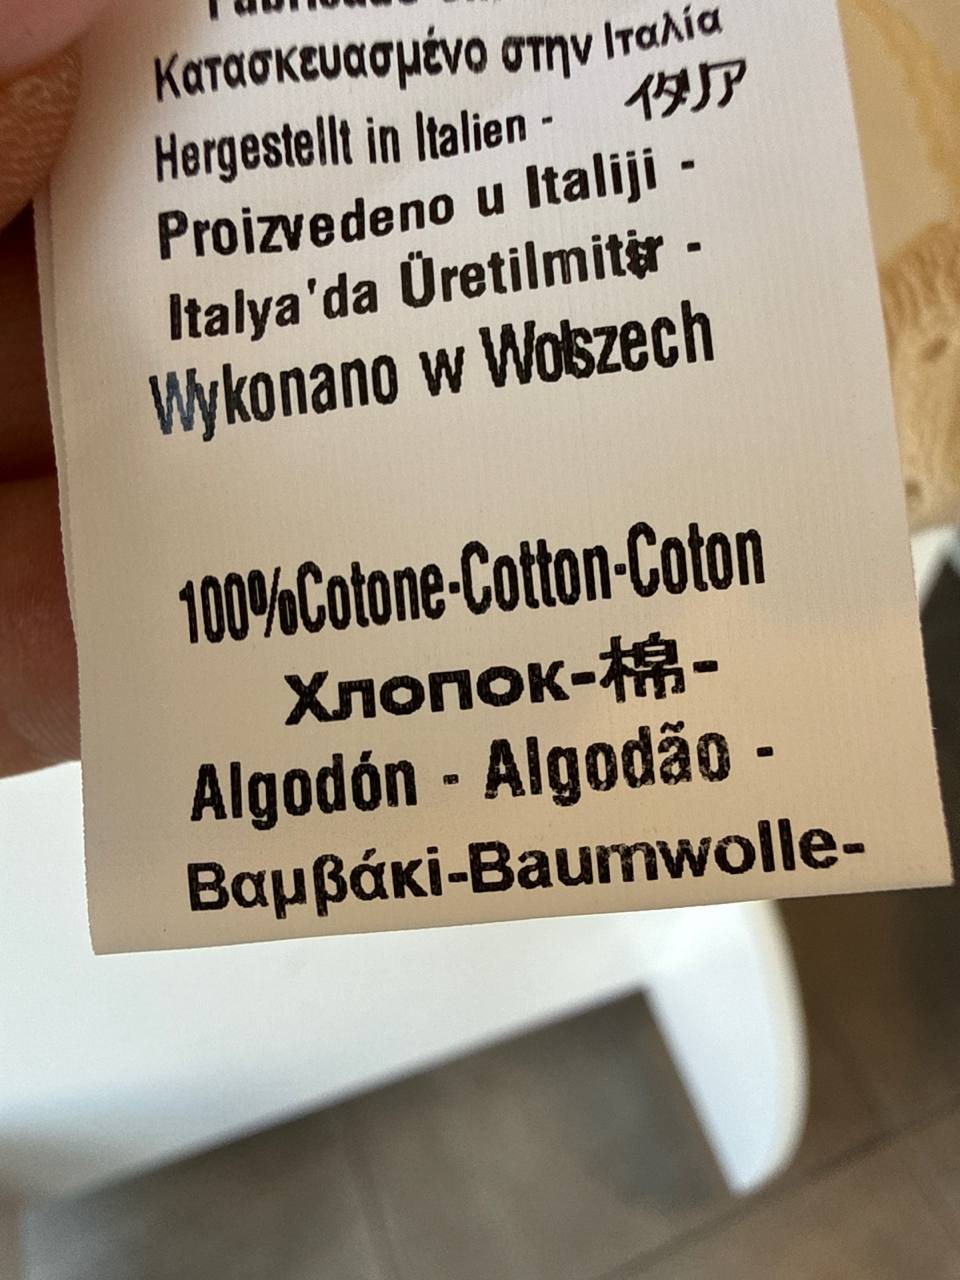 Κατασκευασμένο στην Ιταλία
イタリア
Hergestellt in Italien -
Proizvedeno u Italiji -
Italya'da Üretilmitir -
Wykonano w Wolszech
100%Cotone-Cotton-Coton
Хлопок-棉-
Algodón - Algodão -
Βαμβάκι-Baumwolle-